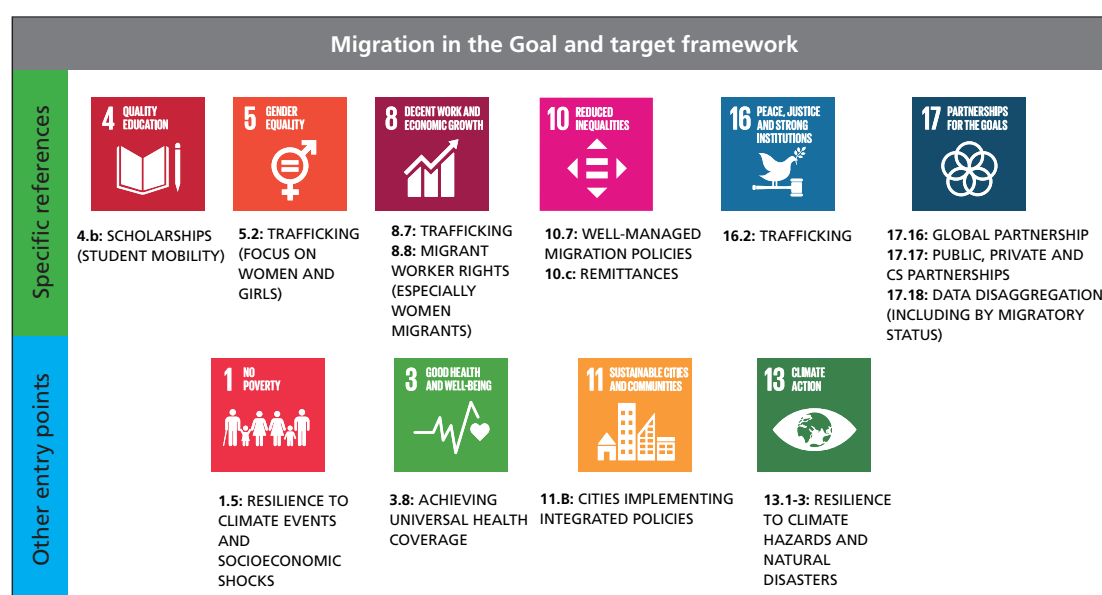 Migration in the Goal and target framework
Specific references
4 QUALITY
EDUCATION
5 GENDER
EQUALITY
8 DECENT WORK AND
ECONOMIC GROWTH
10 REDUCED
INEQUALITIES
16 PEACE, JUSTICE
AND STRONG
INSTITUTIONS
17 PARTNERSHIPS
FOR THE GOALS
4.b: SCHOLARSHIPS
(STUDENT MOBILITY)
5.2: TRAFFICKING
(FOCUS ON
WOMEN AND
GIRLS)
8.7: TRAFFICKING
8.8: MIGRANT
WORKER RIGHTS
(ESPECIALLY
WOMEN
MIGRANTS)
10.7: WELL-MANAGED
MIGRATION POLICIES
10.c: REMITTANCES
16.2: TRAFFICKING
17.16: GLOBAL PARTNERSHIP
17.17: PUBLIC, PRIVATE AND
CS PARTNERSHIPS
17.18: DATA DISAGGREGATION
(INCLUDING BY MIGRATORY
STATUS)
Other entry points
1 NO
POVERTY
3 GOOD HEALTH
AND WELL-BEING
11 SUSTAINABLE CITIES
AND COMMUNITIES
13 CLIMATE
ACTION
1.5: RESILIENCE TO
CLIMATE EVENTS
AND
SOCIOECONOMIC
SHOCKS
3.8: ACHIEVING
UNIVERSAL HEALTH
COVERAGE
11.B: CITIES IMPLEMENTING
INTEGRATED POLICIES
13.1-3: RESILIENCE
TO CLIMATE
HAZARDS AND
NATURAL
DISASTERS